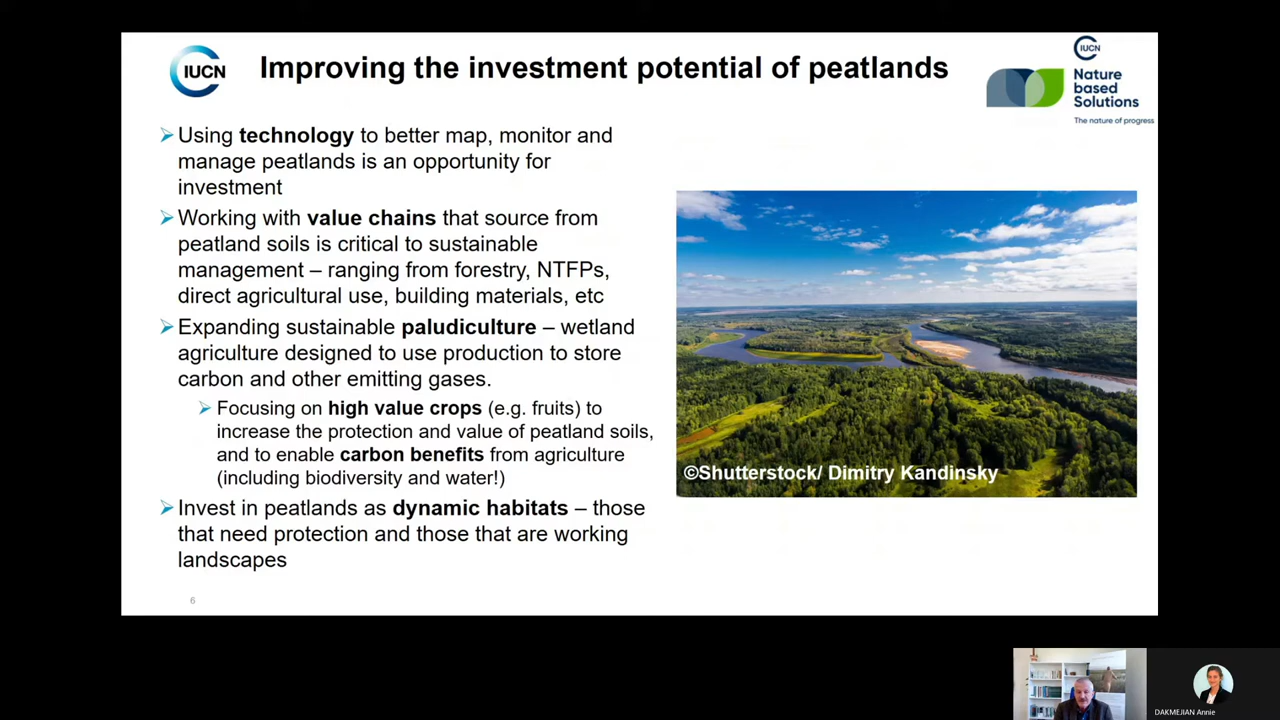 IUCN
Improving the investment potential of peatlands
IUCN
Nature
based
Solutions
The nature of progress
➢Using technology to better map, monitor and
manage peatlands is an opportunity for
investment
➢Working with value chains that source from
peatland soils is critical to sustainable
management – ranging from forestry, NTFPs,
direct agricultural use, building materials, etc
➢Expanding sustainable paludiculture – wetland
agriculture designed to use production to store
carbon and other emitting gases.
➢Focusing on high value crops (e.g. fruits) to
increase the protection and value of peatland soils,
and to enable carbon benefits from agriculture
(including biodiversity and water!)
➢Invest in peatlands as dynamic habitats – those
that need protection and those that are working
landscapes
©Shutterstock/ Dimitry Kandinsky
6
DAKMEJIAN Annie